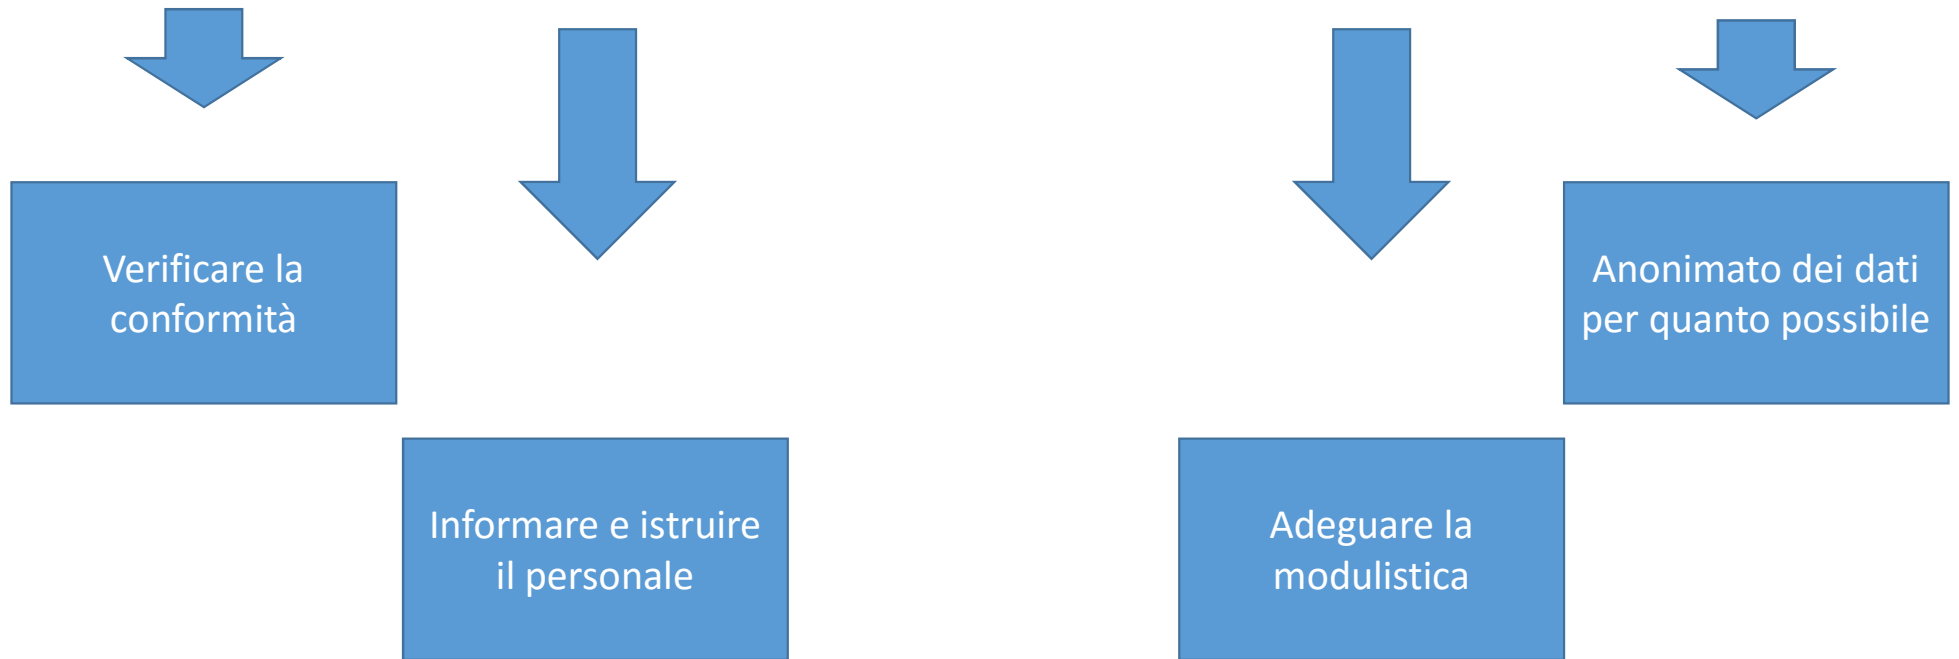 Verificare la
conformità
Anonimato dei dati
per quanto possibile
Informare e istruire
il personale
Adeguare la
modulistica